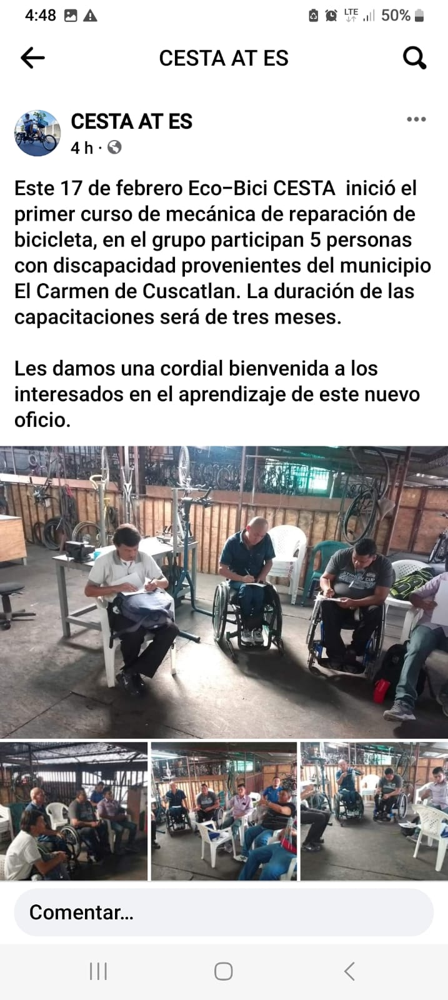 4:48
LTE
50%
CESTA AT ES
CESTA AT ES
4 h ·
Este 17 de febrero Eco-Bici CESTA  inició el
primer curso de mecánica de reparación de
bicicleta, en el grupo participan 5 personas
con discapacidad provenientes del municipio
El Carmen de Cuscatlan. La duración de las
capacitaciones será de tres meses.
Les damos una cordial bienvenida a los
interesados en el aprendizaje de este nuevo
oficio.
STANLEY CUP
Comentar...